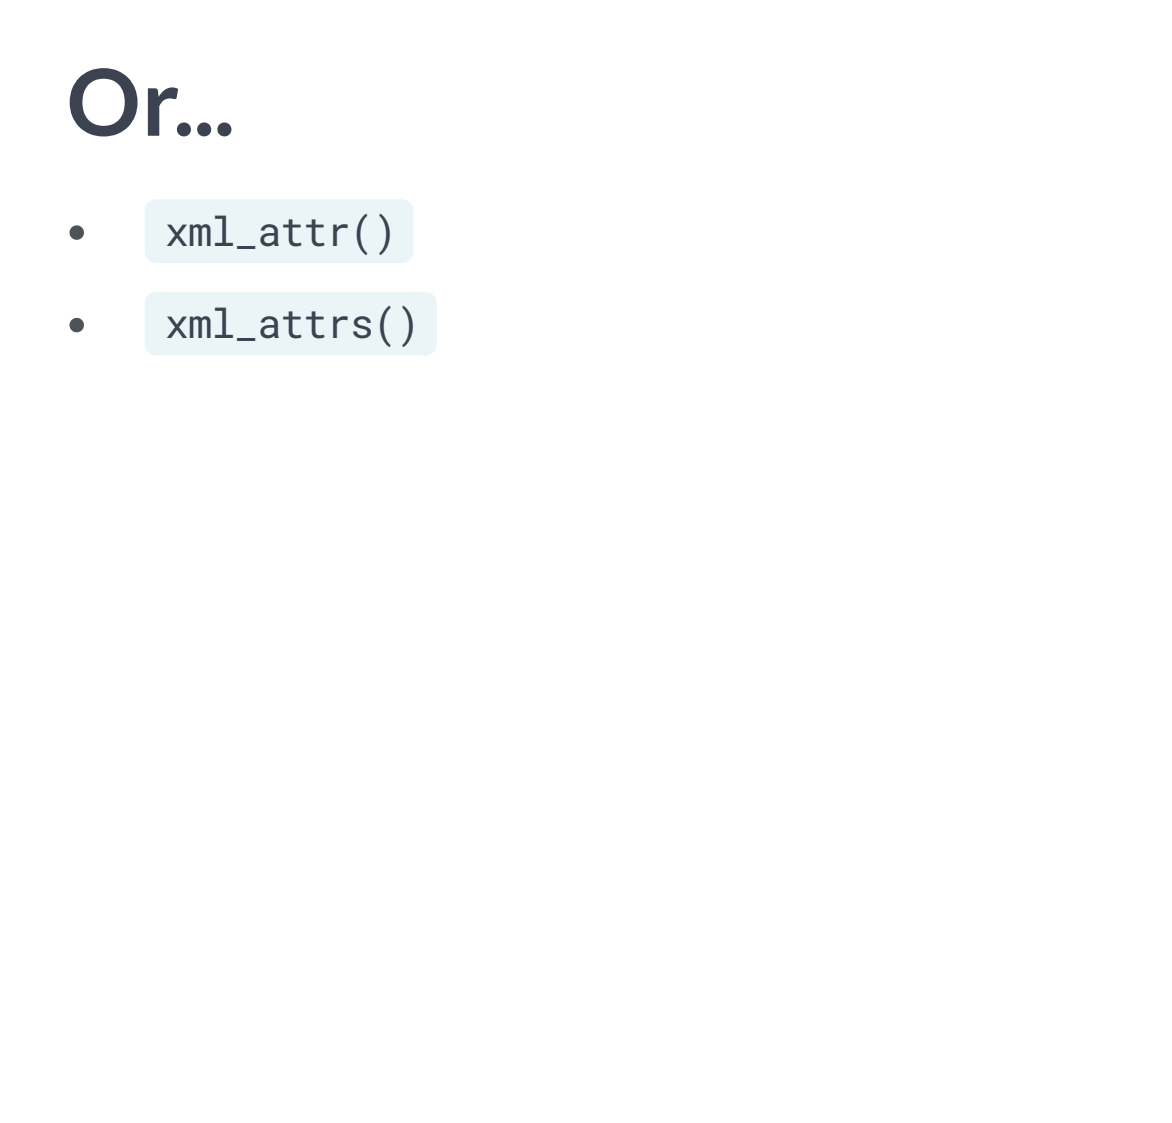 Or...
• xml_attr()
• xml_attrs()